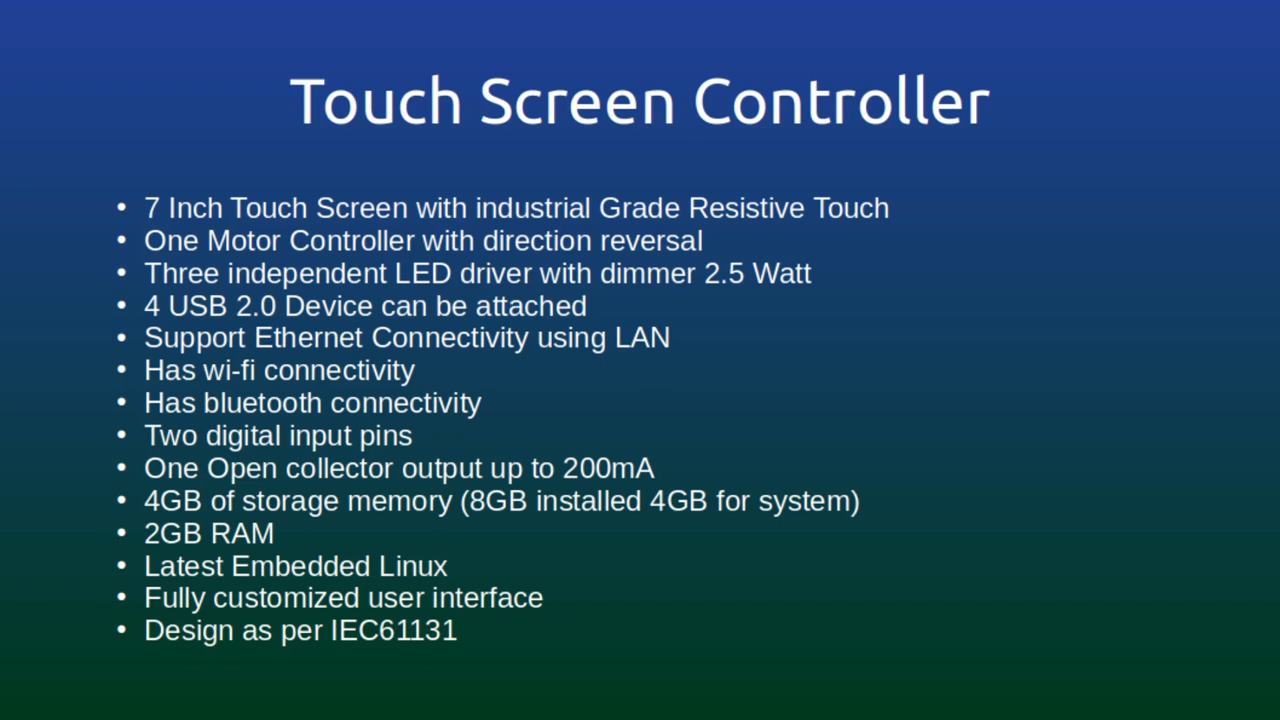 Touch Screen Controller
• 7 Inch Touch Screen with industrial Grade Resistive Touch
• One Motor Controller with direction reversal
• Three independent LED driver with dimmer 2.5 Watt
• 4 USB 2.0 Device can be attached
• Support Ethernet Connectivity using LAN
• Has wi-fi connectivity
• Has bluetooth connectivity
• Two digital input pins
• One Open collector output up to 200mA
• 4GB of storage memory (8GB installed 4GB for system)
• 2GB RAM
• Latest Embedded Linux
• Fully customized user interface
• Design as per IEC61131